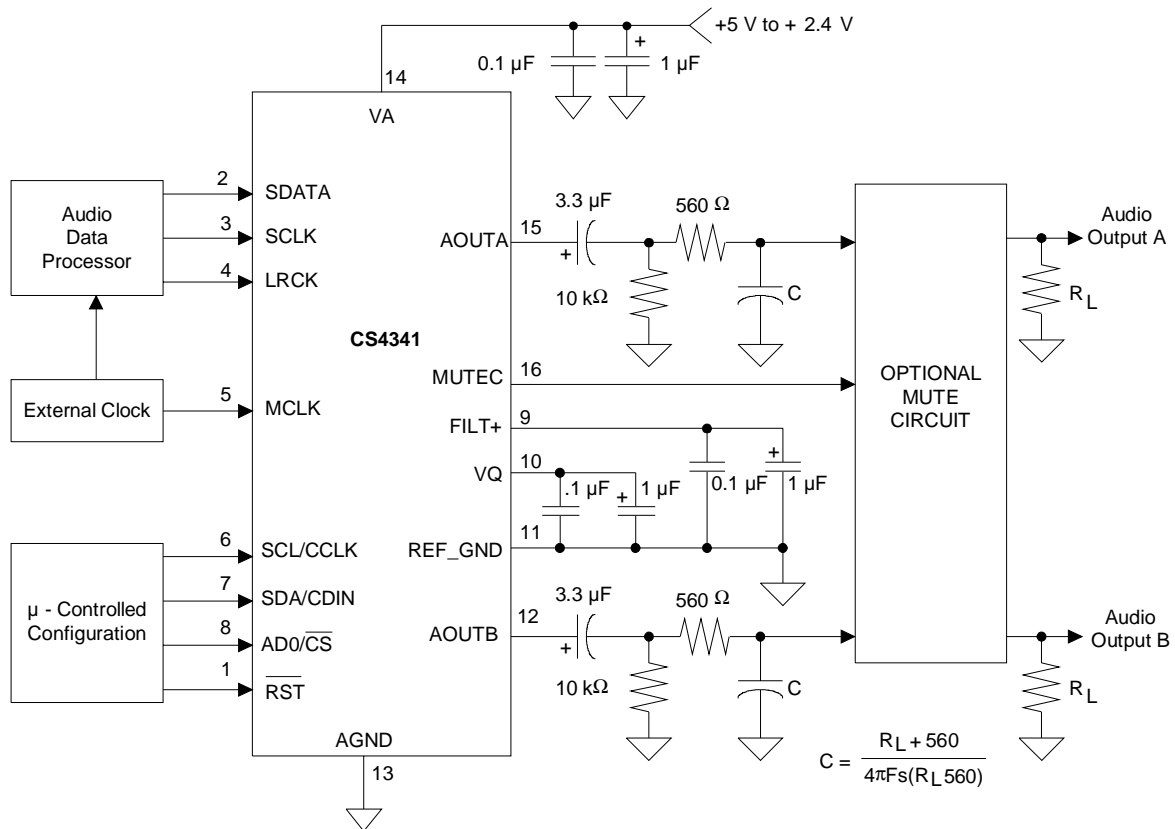 +5 V to + 2.4 V
0.1 µF
1 µF
+
14
VA
Audio
Data
Processor
2
SDATA
3
SCLK
4
LRCK
External Clock
5
MCLK
CS4341
15
AOUTA
3.3 µF
+
560 Ω
10 kΩ
C
Audio
Output A
RL
MUTEC
16
OPTIONAL
MUTE
CIRCUIT
FILT+
9
0.1 µF
+
1 µF
VQ
10
.1 µF
+
1 µF
REF_GND
11
µ - Controlled
Configuration
6
SCL/CCLK
7
SDA/CDIN
8
AD0/CS
1
RST
AOUTB
12
3.3 µF
+
560 Ω
10 kΩ
C
Audio
Output B
RL
AGND
13
C = RL + 560
4πFs(RL560)